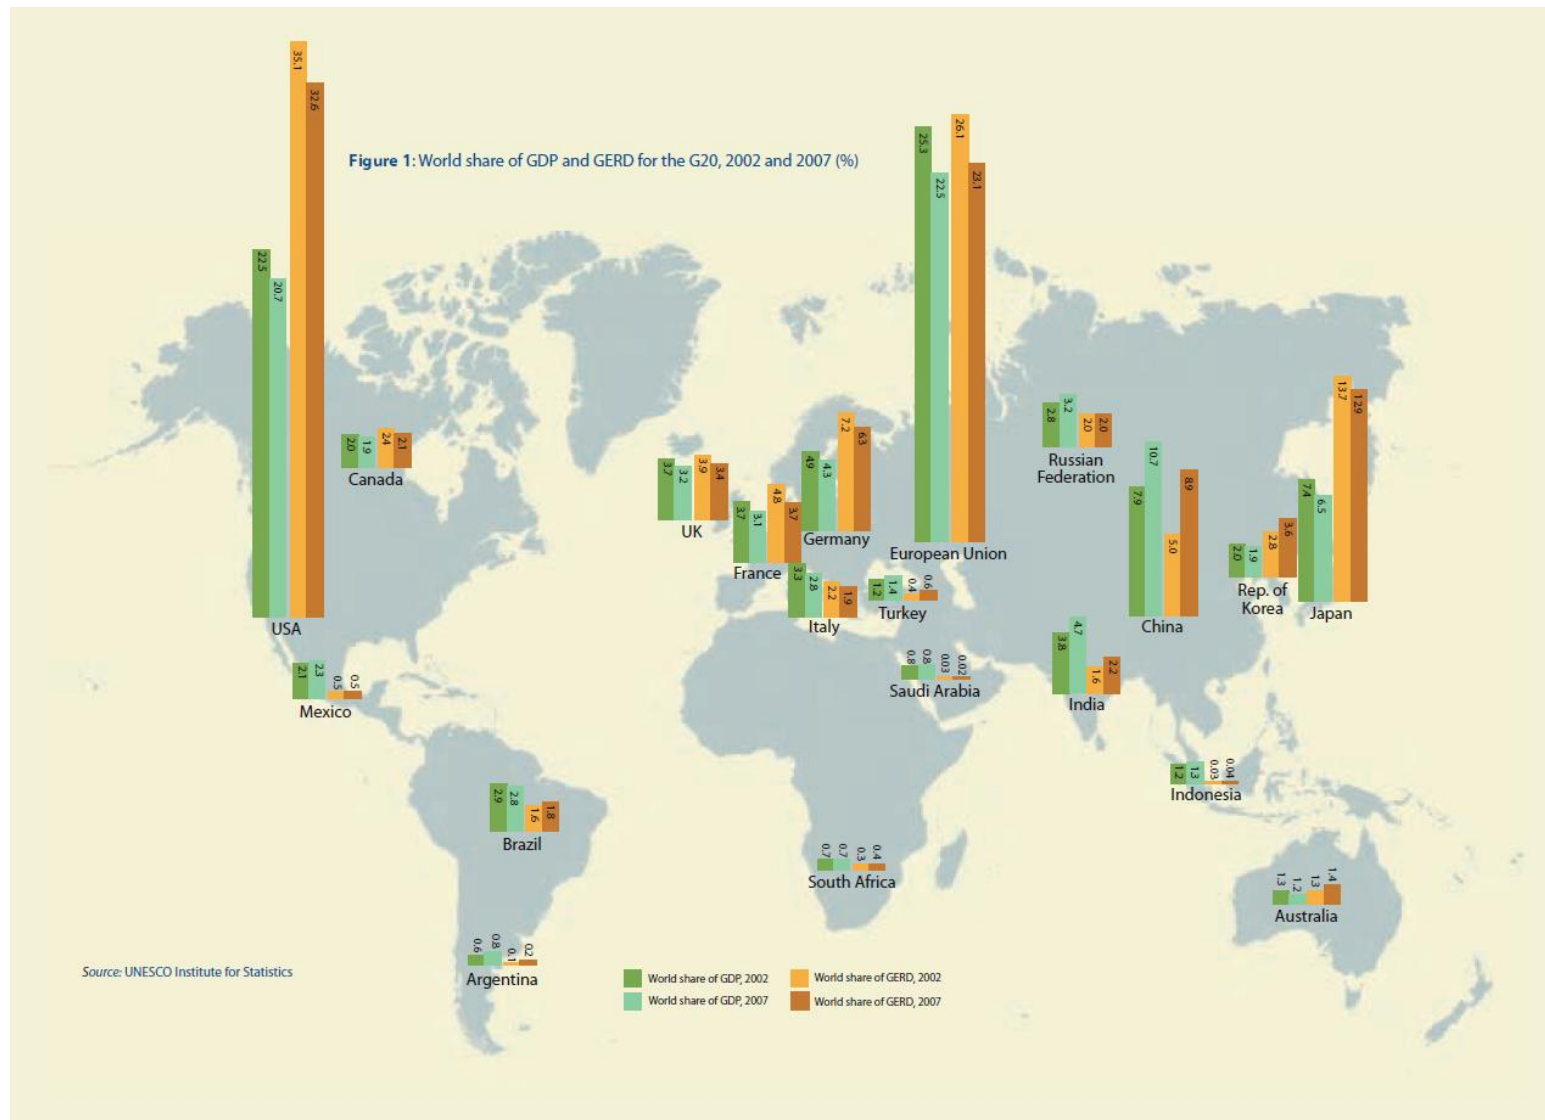 Figure 1: World share of GDP and GERD for the G20, 2002 and 2007 (%)
35.1
32.6
22.5
20.7
USA
2.0
1.9
2.4
2.1
Canada
2.1
2.3
0.5
0.5
Mexico
2.9
2.8
1.6
1.8
Brazil
0.6
0.8
0.1
0.2
Argentina
3.7
3.2
3.9
3.4
UK
3.7
3.1
4.8
3.7
France
4.9
4.3
7.2
6.3
Germany
3.3
2.8
2.2
1.9
Italy
25.3
22.5
26.1
23.1
European Union
1.2
1.4
0.4
0.6
Turkey
0.8
0.8
0.03
0.02
Saudi Arabia
0.7
0.7
0.3
0.4
South Africa
2.8
3.2
2.0
2.0
Russian
Federation
7.9
10.7
5.0
8.9
China
3.8
4.7
1.6
2.2
India
2.0
1.9
2.8
3.6
Rep. of
Korea
7.4
6.5
13.7
12.9
Japan
1.2
1.3
0.03
0.04
Indonesia
1.3
1.2
1.3
1.4
Australia
Source: UNESCO Institute for Statistics
World share of GDP, 2002
World share of GERD, 2002
World share of GDP, 2007
World share of GERD, 2007